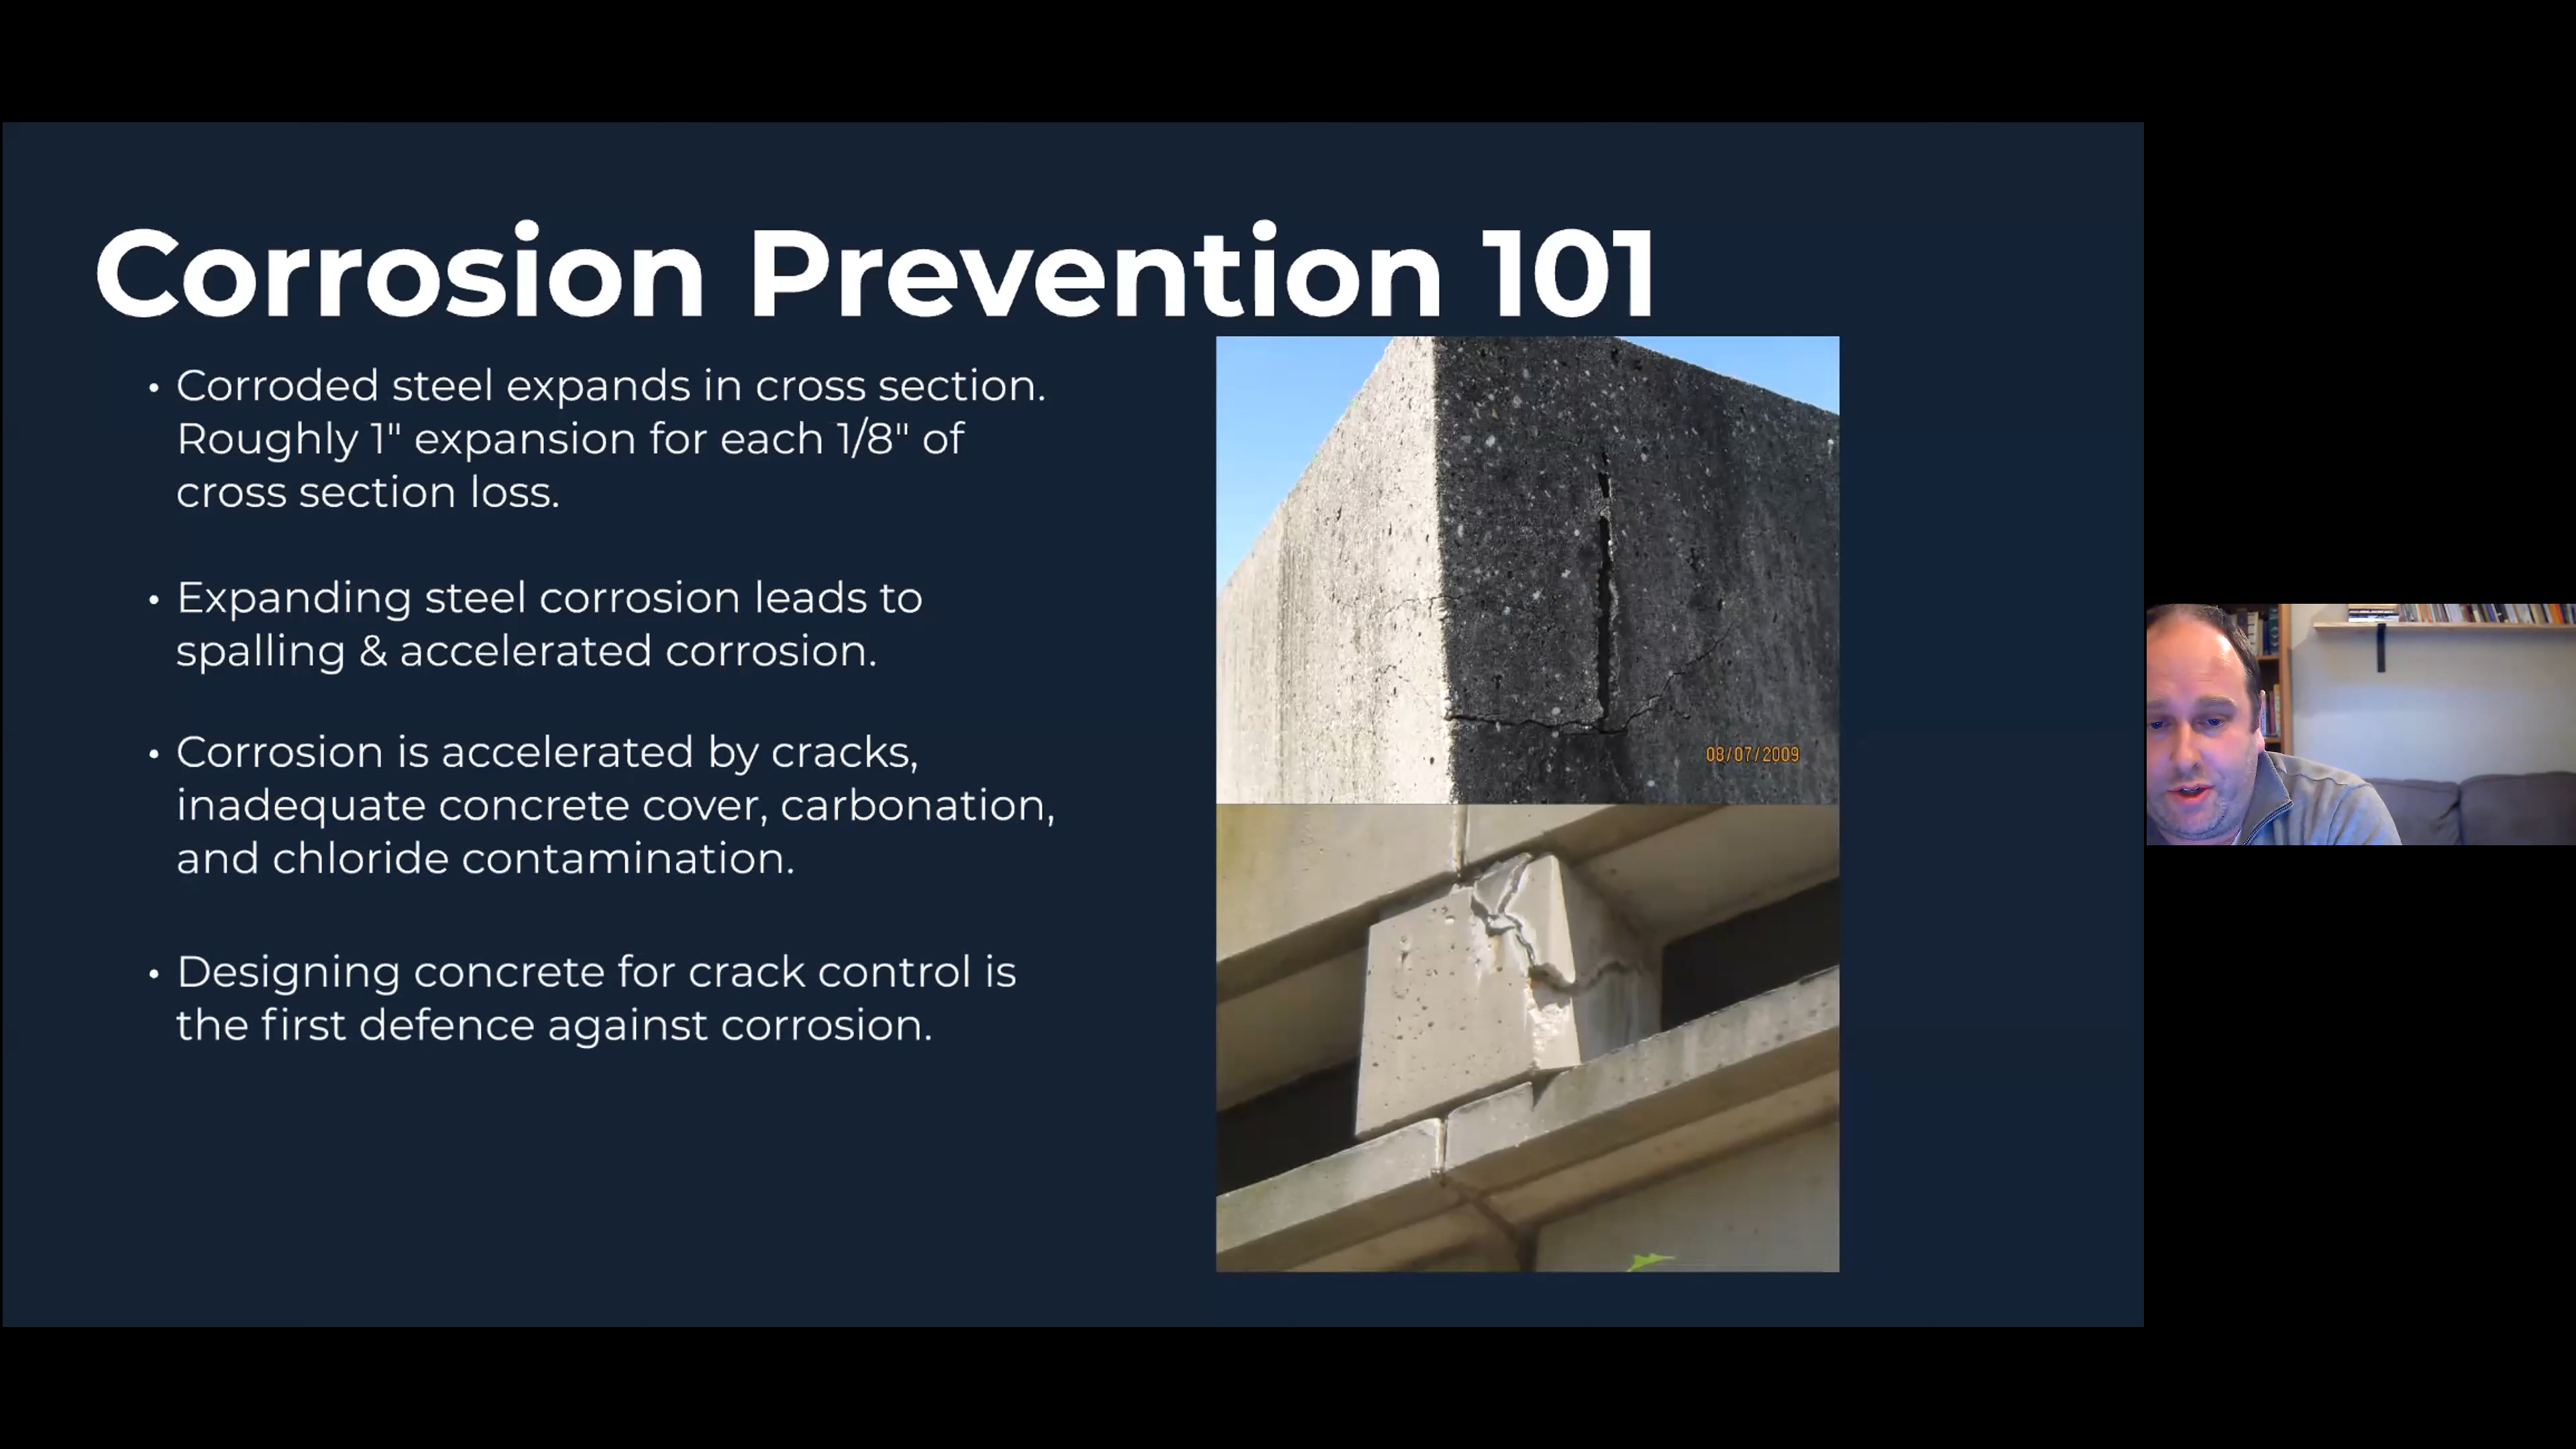 Corrosion Prevention 101
• Corroded steel expands in cross section.
Roughly 1" expansion for each 1/8" of
cross section loss.
• Expanding steel corrosion leads to
spalling & accelerated corrosion.
• Corrosion is accelerated by cracks,
inadequate concrete cover, carbonation,
and chloride contamination.
• Designing concrete for crack control is
the first defence against corrosion.
08/07/2009